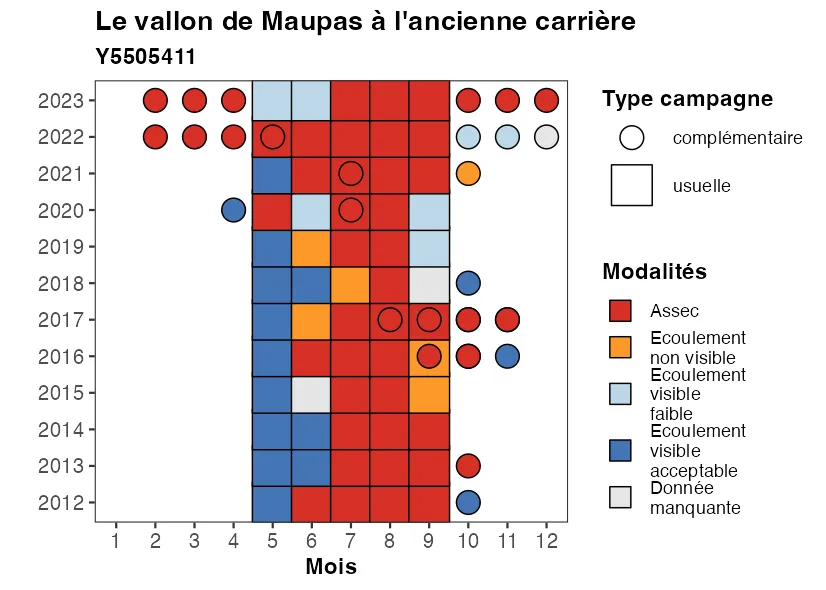 Le vallon de Maupas à l'ancienne carrière
Y5505411
2023
2022
2021
2020
2019
2018
2017
2016
2015
2014
2013
2012
1 2 3 4 5 6 7 8 9 10 11 12
Mois
Type campagne
complémentaire
usuelle
Modalités
Assec
Ecoulement
non visible
Ecoulement
visible
faible
Ecoulement
visible
acceptable
Donnée
manquante